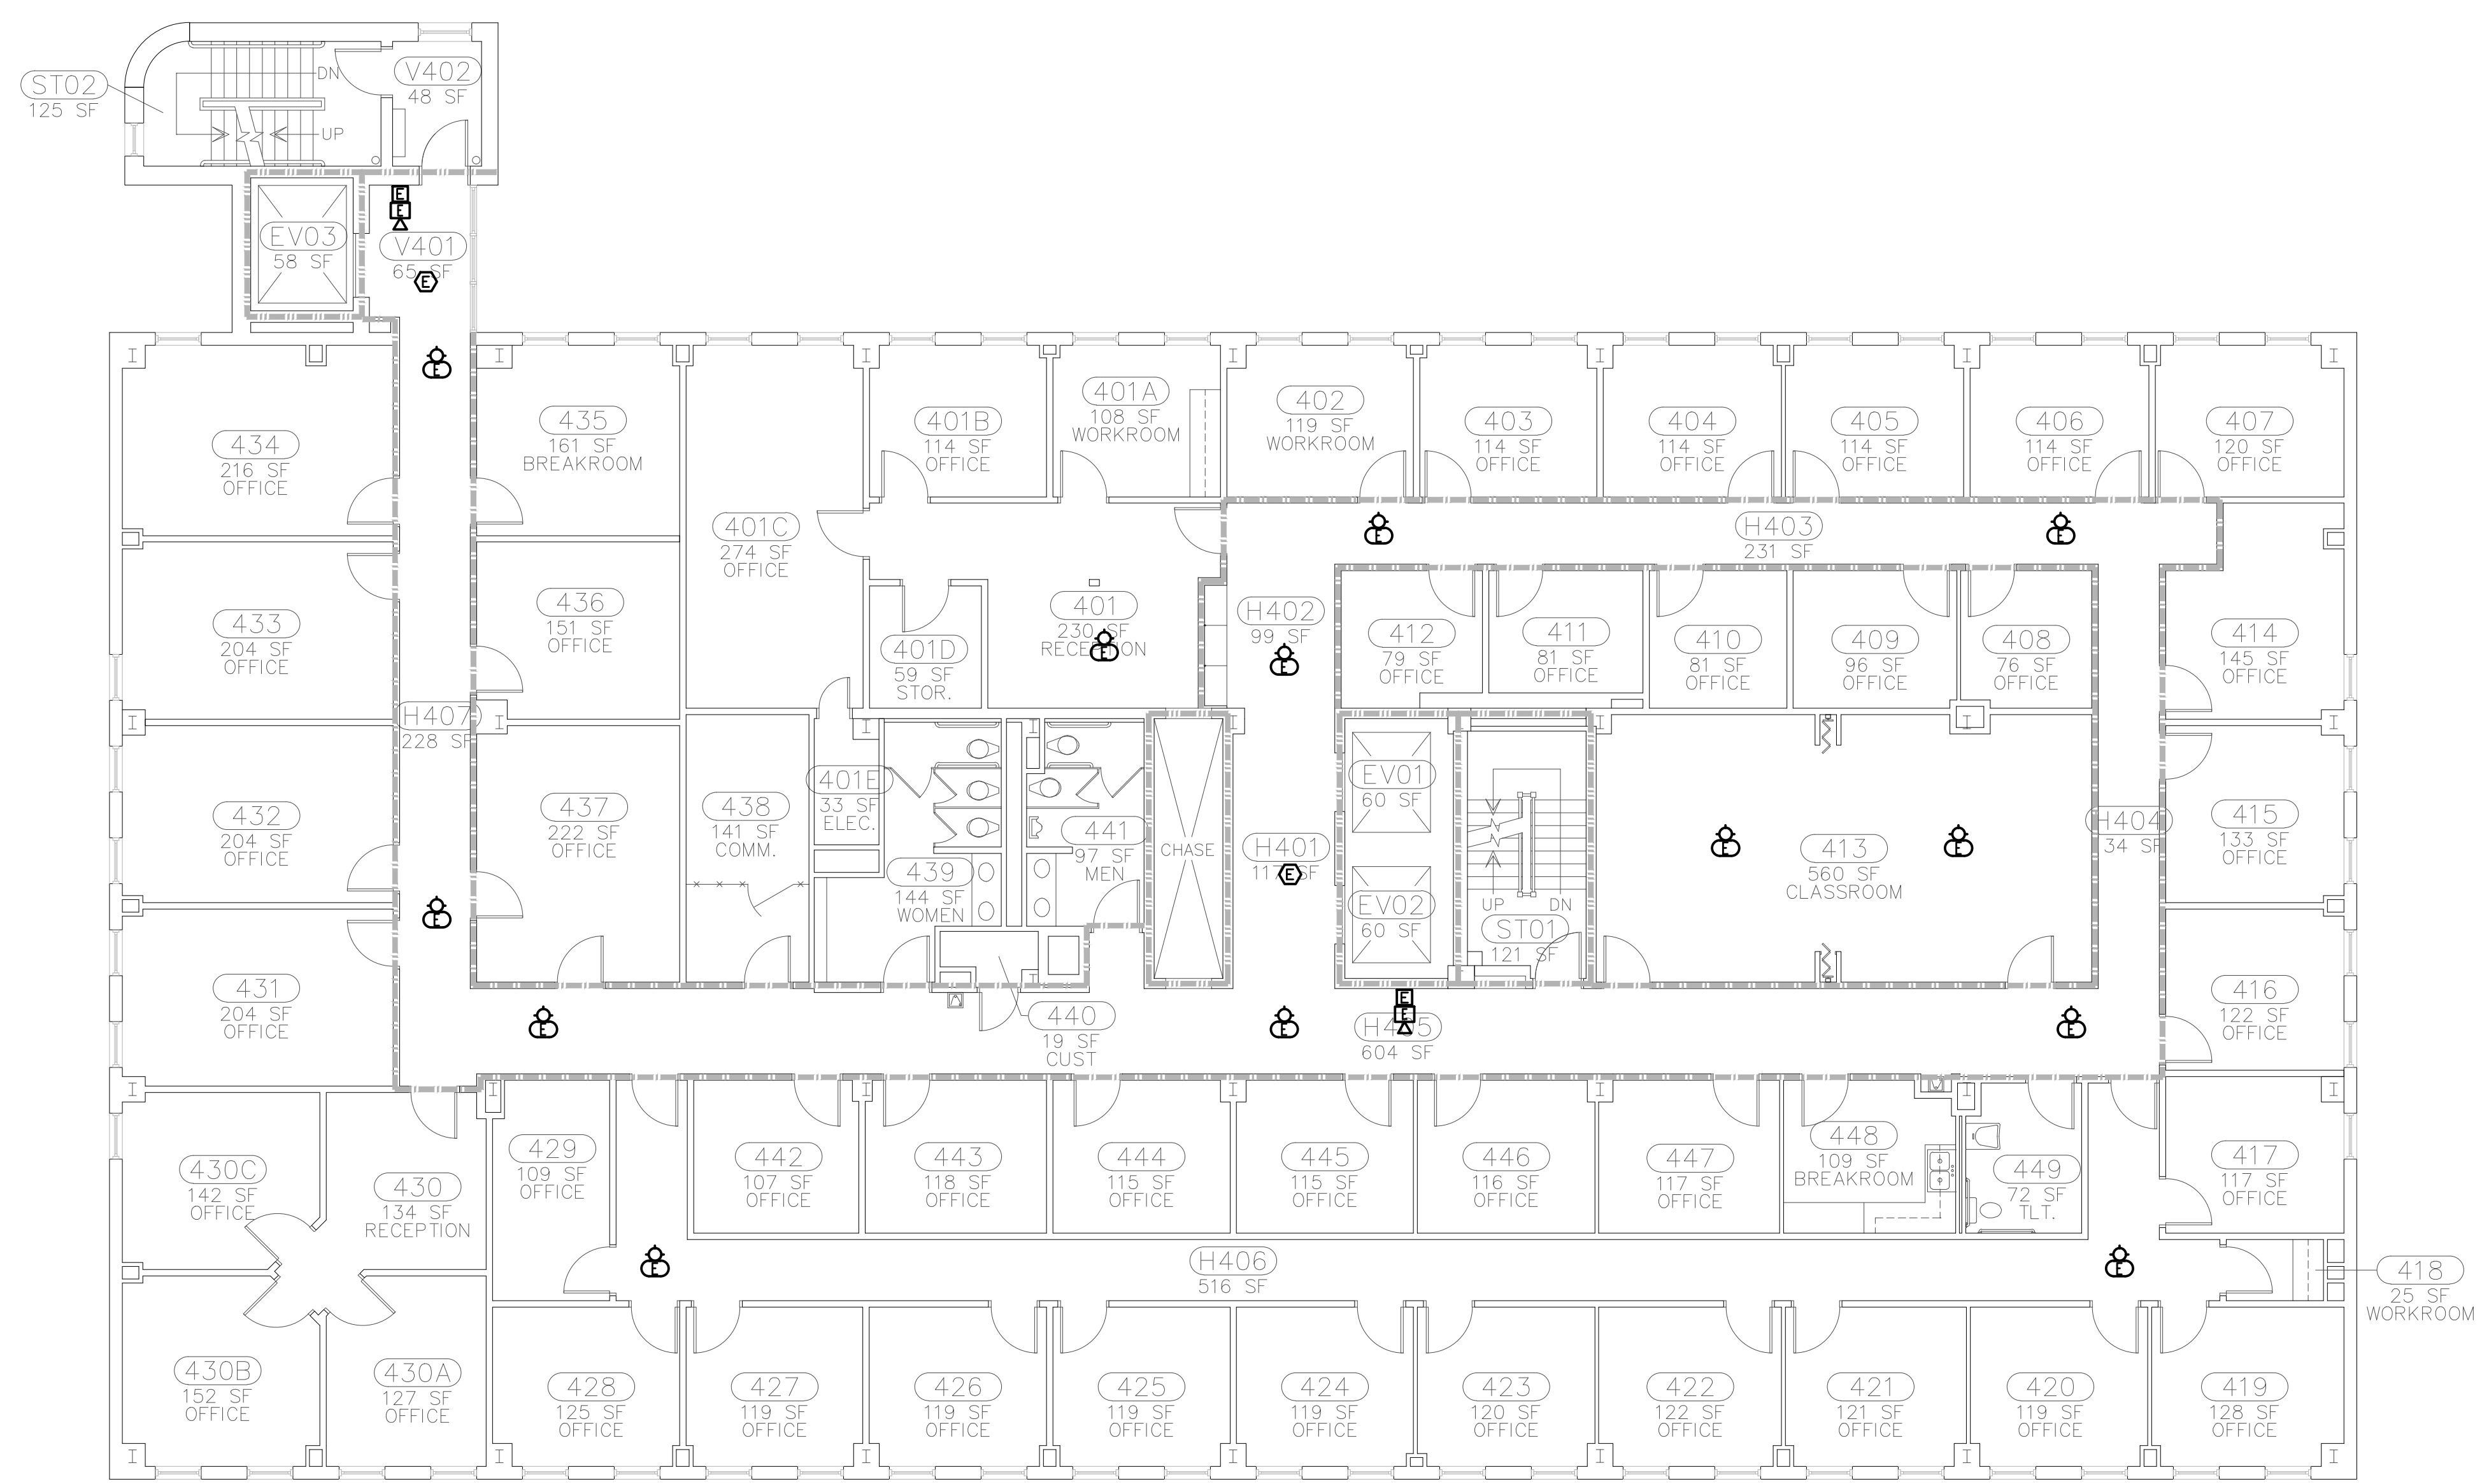 DN
V402
48 SF
ST02
125 SF
UP
E
E
EV03
58 SF
V401
65 SF
E
E
434
216 SF
OFFICE
435
161 SF
BREAKROOM
401B
114 SF
OFFICE
401A
108 SF
WORKROOM
402
119 SF
WORKROOM
403
114 SF
OFFICE
404
114 SF
OFFICE
405
114 SF
OFFICE
406
114 SF
OFFICE
407
120 SF
OFFICE
401C
274 SF
OFFICE
E
H403
231 SF
E
433
204 SF
OFFICE
436
151 SF
OFFICE
401D
59 SF
STOR.
401
230 SF
RECEPTION
E
H402
99 SF
E
412
79 SF
OFFICE
411
81 SF
OFFICE
410
81 SF
OFFICE
409
96 SF
OFFICE
408
76 SF
OFFICE
414
145 SF
OFFICE
H407
228 SF
432
204 SF
OFFICE
437
222 SF
OFFICE
438
141 SF
COMM.
401E
33 SF
ELEC.
439
144 SF
WOMEN
441
97 SF
MEN
CHASE
H401
117 SF
E
EV01
60 SF
EV02
60 SF
UP
DN
ST01
121 SF
E
413
560 SF
CLASSROOM
E
H404
34 SF
415
133 SF
OFFICE
E
431
204 SF
OFFICE
416
122 SF
OFFICE
E
440
19 SF
CUST
E
E
E
H405
604 SF
E
430C
142 SF
OFFICE
430
134 SF
RECEPTION
429
109 SF
OFFICE
442
107 SF
OFFICE
443
118 SF
OFFICE
444
115 SF
OFFICE
445
115 SF
OFFICE
446
116 SF
OFFICE
447
117 SF
OFFICE
448
109 SF
BREAKROOM
449
72 SF
TLT.
417
117 SF
OFFICE
E
H406
516 SF
E
418
25 SF
WORKROOM
430B
152 SF
OFFICE
430A
127 SF
OFFICE
428
125 SF
OFFICE
427
119 SF
OFFICE
426
119 SF
OFFICE
425
119 SF
OFFICE
424
119 SF
OFFICE
423
120 SF
OFFICE
422
122 SF
OFFICE
421
121 SF
OFFICE
420
119 SF
OFFICE
419
128 SF
OFFICE